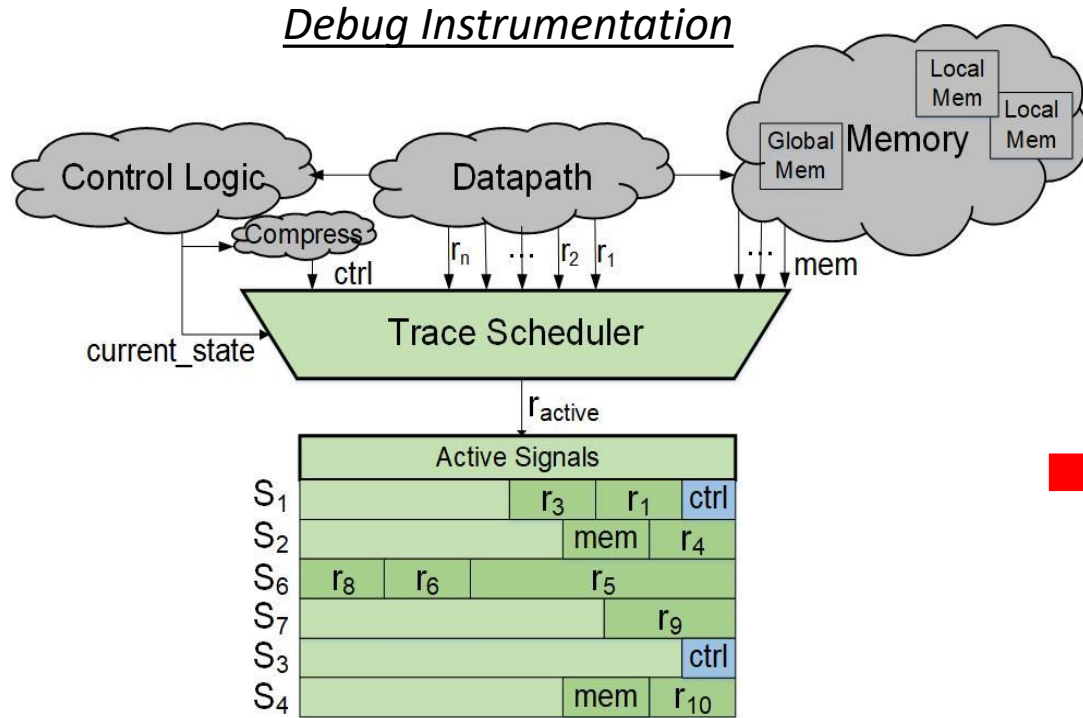 Debug Instrumentation
Local
Mem
Local
Mem
Global
Mem
Memory
Control Logic
Datapath
Compress
ctrl
rₙ
...
r₂
r₁
...
mem
Trace Scheduler
current_state
r_active
Active Signals
S₁ r₃ r₁ ctrl
S₂ mem r₄
S₆ r₈ r₆ r₅
S₇ r₉
S₃ ctrl
S₄ mem r₁₀